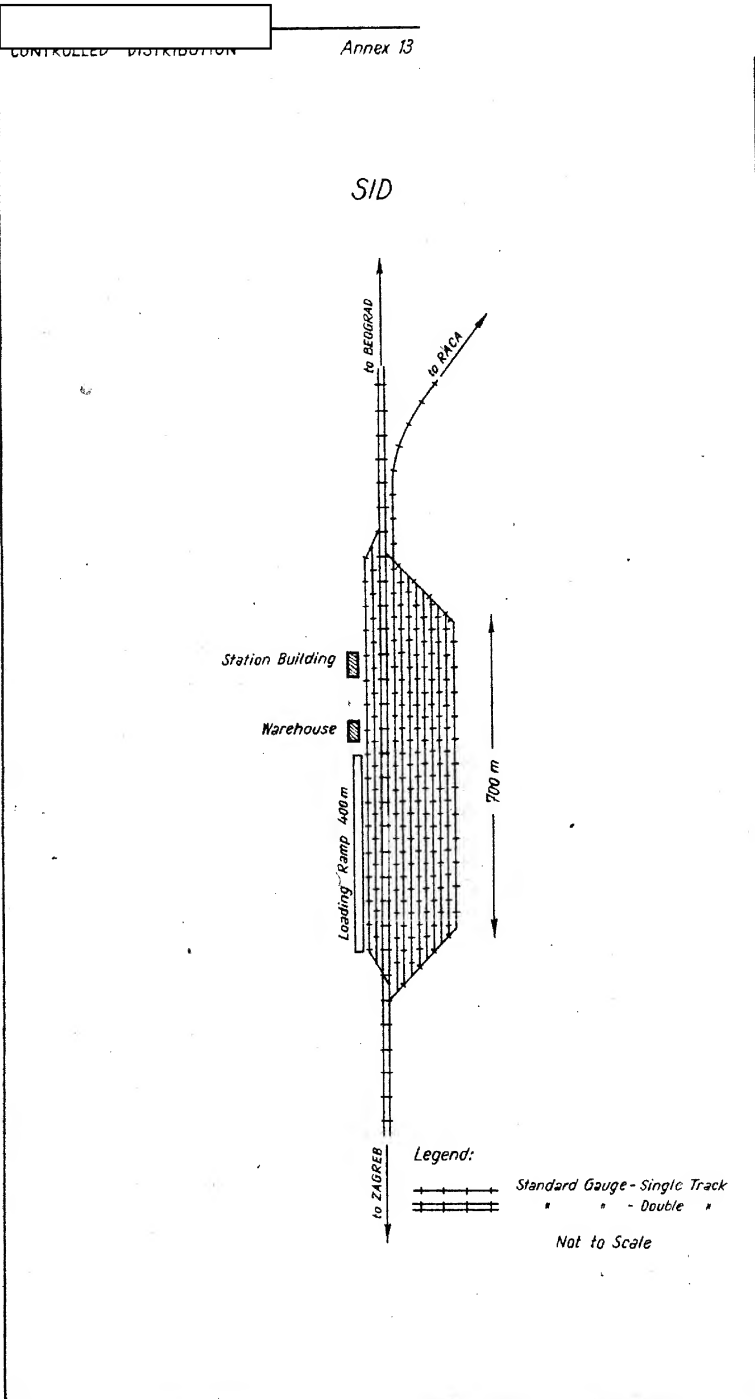 CONTROLLED DISTRIBUTION
Annex 13
SID
to BEOGRAD
to RACA
Station Building
Warehouse
Loading Ramp 400m
700 m
to ZAGREB
Legend:
Standard Gauge - Single Track
" " - Double "
Not to Scale